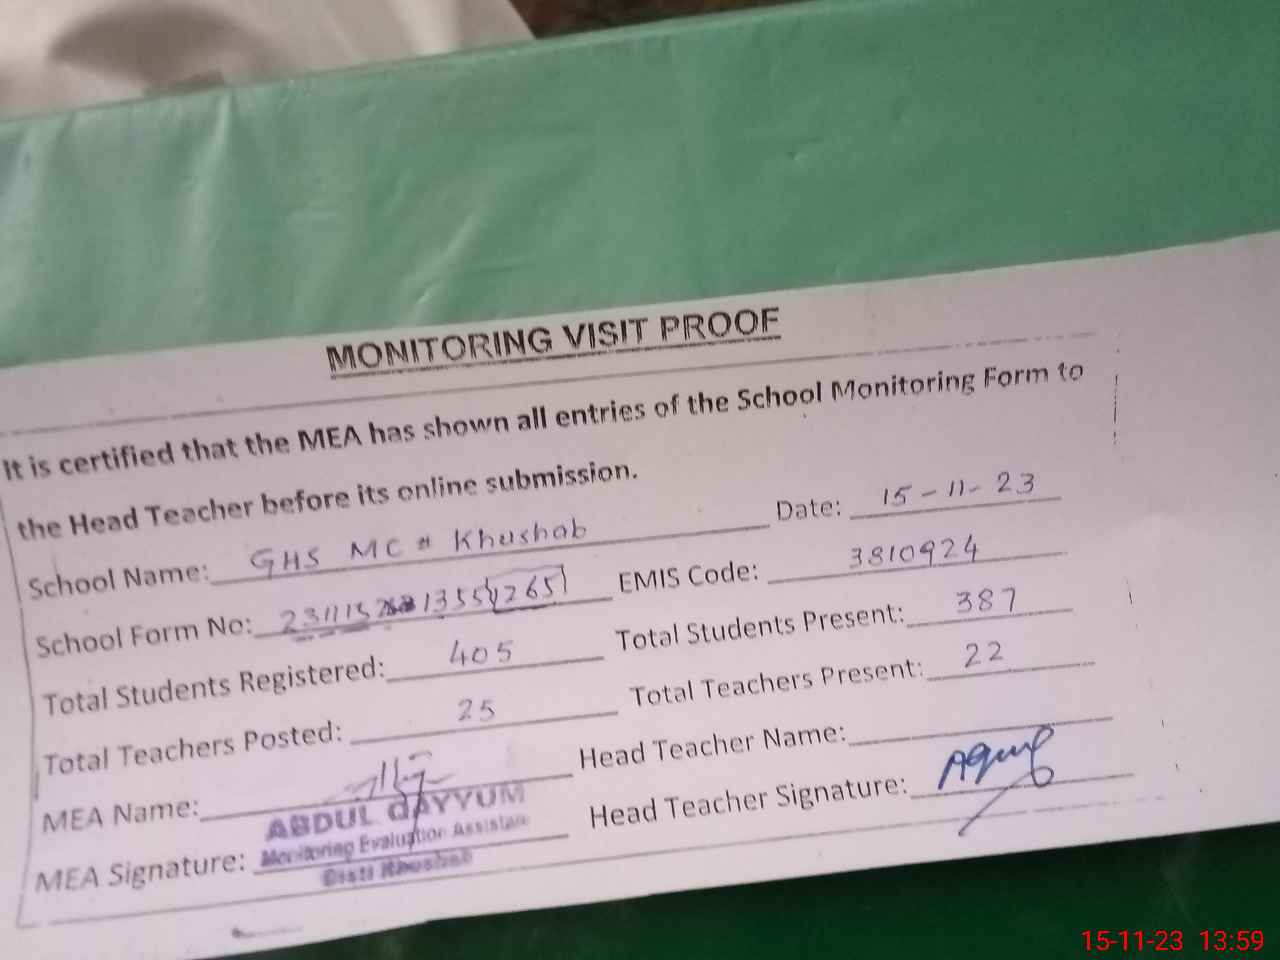 MONITORING VISIT PROOF
It is certified that the MEA has shown all entries of the School Monitoring Form to
the Head Teacher before its online submission.
School Name: GHS MC # Khushab Date: 15-11-23
School Form No: 231115 1355 4265 EMIS Code: 3810924
Total Students Registered: 405 Total Students Present: 387
Total Teachers Posted: 25 Total Teachers Present: 22
MEA Name: Head Teacher Name:
ABDUL QAYYUM
MEA Signature: Monitoring Evaluation Assistant Head Teacher Signature:
Distt Khushab
15-11-23 13:59